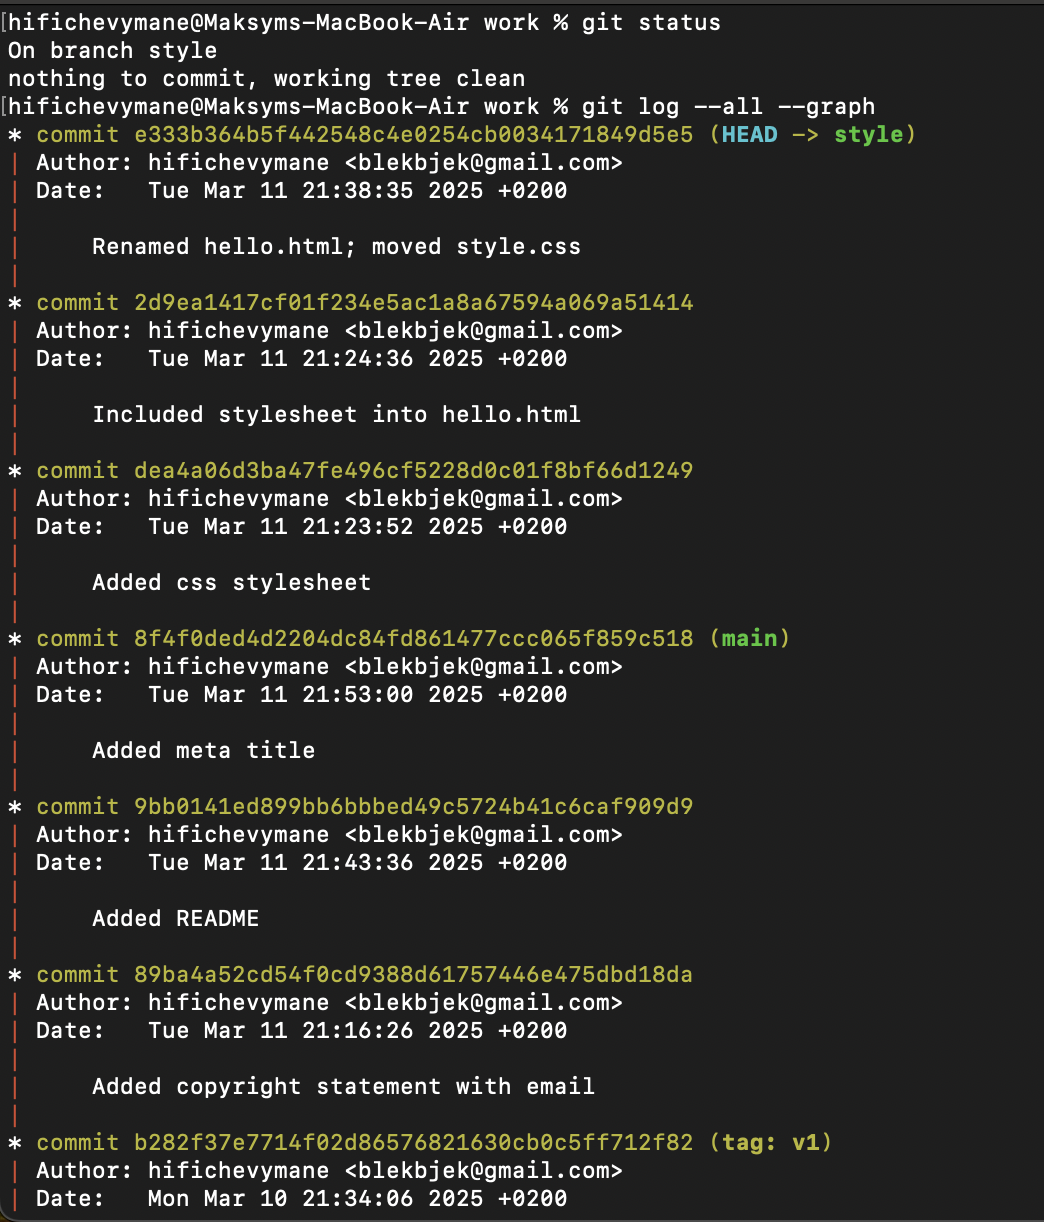 [hifichevymane@Maksyms-MacBook-Air work % git status
On branch style
nothing to commit, working tree clean
[hifichevymane@Maksyms-MacBook-Air work % git log --all --graph
* commit e333b364b5f442548c4e0254cb0034171849d5e5 (HEAD -> style)
| Author: hifichevymane <blekbjek@gmail.com>
| Date:   Tue Mar 11 21:38:35 2025 +0200
|
|     Renamed hello.html; moved style.css
|
* commit 2d9ea1417cf01f234e5ac1a8a67594a069a51414
| Author: hifichevymane <blekbjek@gmail.com>
| Date:   Tue Mar 11 21:24:36 2025 +0200
|
|     Included stylesheet into hello.html
|
* commit dea4a06d3ba47fe496cf5228d0c01f8bf66d1249
| Author: hifichevymane <blekbjek@gmail.com>
| Date:   Tue Mar 11 21:23:52 2025 +0200
|
|     Added css stylesheet
|
* commit 8f4f0ded4d2204dc84fd861477ccc065f859c518 (main)
| Author: hifichevymane <blekbjek@gmail.com>
| Date:   Tue Mar 11 21:53:00 2025 +0200
|
|     Added meta title
|
* commit 9bb0141ed899bb6bbbed49c5724b41c6caf909d9
| Author: hifichevymane <blekbjek@gmail.com>
| Date:   Tue Mar 11 21:43:36 2025 +0200
|
|     Added README
|
* commit 89ba4a52cd54f0cd9388d61757446e475dbd18da
| Author: hifichevymane <blekbjek@gmail.com>
| Date:   Tue Mar 11 21:16:26 2025 +0200
|
|     Added copyright statement with email
|
* commit b282f37e7714f02d86576821630cb0c5ff712f82 (tag: v1)
| Author: hifichevymane <blekbjek@gmail.com>
| Date:   Mon Mar 10 21:34:06 2025 +0200